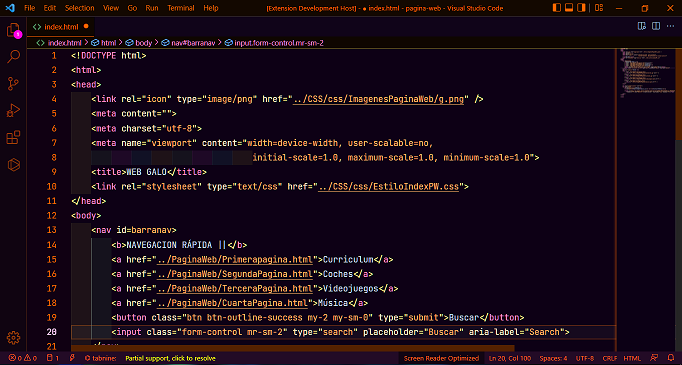 File Edit Selection View Go Run Terminal Help [Extension Development Host] - ● index.html - pagina-web - Visual Studio Code
<> index.html ●
<> index.html > html > body > nav#barranav > input.form-control.mr-sm-2
1 <!DOCTYPE html>
2 <html>
3 <head>
4 <link rel="icon" type="image/png" href="../CSS/css/ImagenesPaginaWeb/g.png" />
5 <meta content="">
6 <meta charset="utf-8">
7 <meta name="viewport" content="width=device-width, user-scalable=no,
8 initial-scale=1.0, maximum-scale=1.0, minimum-scale=1.0">
9 <title>WEB GALO</title>
10 <link rel="stylesheet" type="text/css" href="../CSS/css/EstiloIndexPW.css">
11 </head>
12 <body>
13 <nav id=barranav>
14 <b>NAVEGACION RÁPIDA ||</b>
15 <a href="../PaginaWeb/Primerapagina.html">Curriculum</a>
16 <a href="../PaginaWeb/SegundaPagina.html">Coches</a>
17 <a href="../PaginaWeb/TerceraPagina.html">Videojuegos</a>
18 <a href="../PaginaWeb/CuartaPagina.html">Música</a>
19 <button class="btn btn-outline-success my-2 my-sm-0" type="submit">Buscar</button>
20 <input class="form-control mr-sm-2" type="search" placeholder="Buscar" aria-label="Search">
21 </nav>
0 0 1 tabnine: Partial support, click to resolve Screen Reader Optimized Ln 20, Col 100 Spaces: 4 UTF-8 CRLF HTML